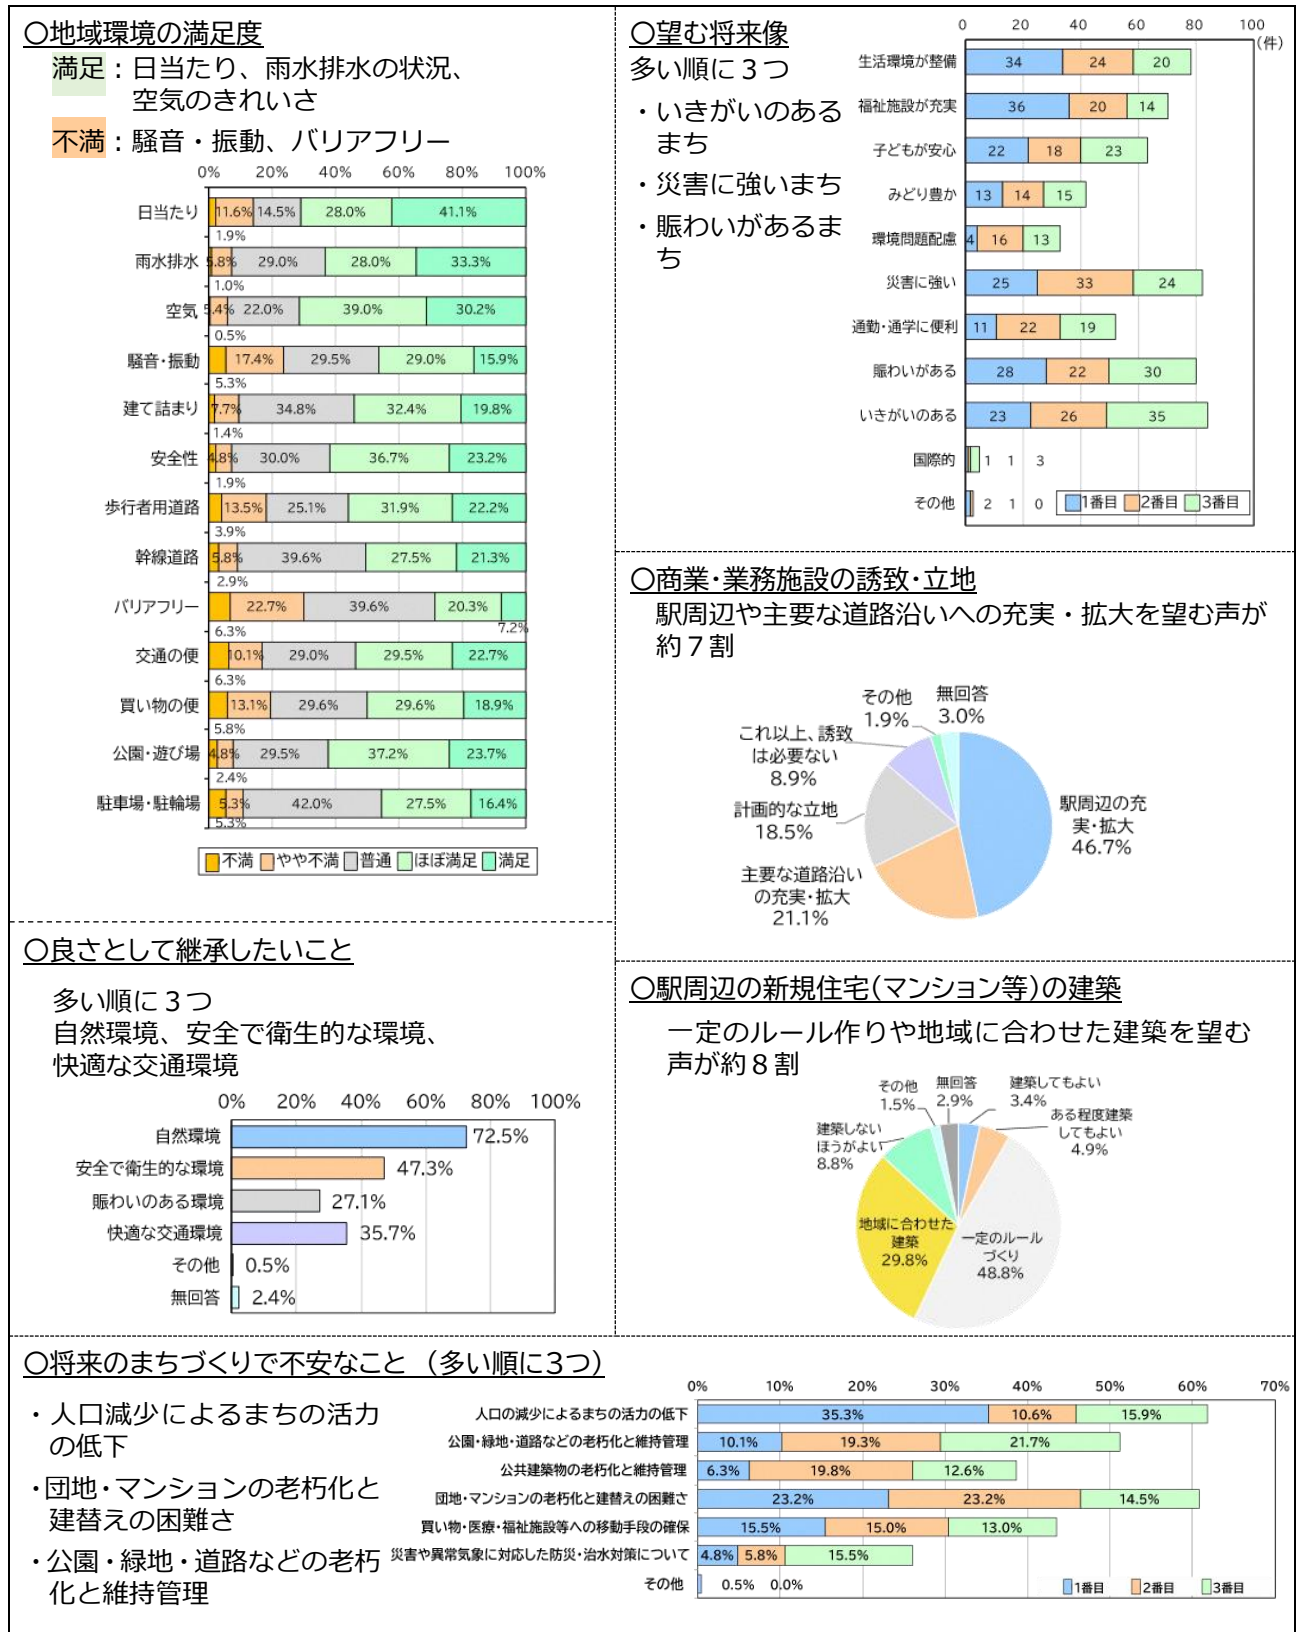 〇地域環境の満足度
満足：日当たり、雨水排水の状況、
空気のきれいさ
不満：騒音・振動、バリアフリー
0% 20% 40% 60% 80% 100%
日当たり 11.6% 14.5% 28.0% 41.1%
1.9%
雨水排水 5.8% 29.0% 28.0% 33.3%
1.0%
空気 5.4% 22.0% 39.0% 30.2%
0.5%
騒音・振動 17.4% 29.5% 29.0% 15.9%
5.3%
建て詰まり 7.7% 34.8% 32.4% 19.8%
1.4%
安全性 4.8% 30.0% 36.7% 23.2%
1.9%
歩行者用道路 13.5% 25.1% 31.9% 22.2%
3.9%
幹線道路 5.8% 39.6% 27.5% 21.3%
2.9%
バリアフリー 22.7% 39.6% 20.3% 7.2%
6.3%
交通の便 10.1% 29.0% 29.5% 22.7%
6.3%
買い物の便 13.1% 29.6% 29.6% 18.9%
5.8%
公園・遊び場 4.8% 29.5% 37.2% 23.7%
2.4%
駐車場・駐輪場 5.3% 42.0% 27.5% 16.4%
5.3%
不満 やや不満 普通 ほぼ満足 満足
〇良さとして継承したいこと
多い順に３つ
自然環境、安全で衛生的な環境、
快適な交通環境
0% 20% 40% 60% 80% 100%
自然環境 72.5%
安全で衛生的な環境 47.3%
賑わいのある環境 27.1%
快適な交通環境 35.7%
その他 0.5%
無回答 2.4%
〇望む将来像
多い順に３つ
・いきがいのある
まち
・災害に強いまち
・賑わいがあるま
ち
0 20 40 60 80 100
(件)
生活環境が整備 34 24 20
福祉施設が充実 36 20 14
子どもが安心 22 18 23
みどり豊か 13 14 15
環境問題配慮 4 16 13
災害に強い 25 33 24
通勤・通学に便利 11 22 19
賑わいがある 28 22 30
いきがいのある 23 26 35
国際的 1 1 3
その他 2 1 0
1番目 2番目 3番目
〇商業・業務施設の誘致・立地
駅周辺や主要な道路沿いへの充実・拡大を望む声が
約７割
その他
1.9%
無回答
3.0%
これ以上、誘致
は必要ない
8.9%
計画的な立地
18.5%
主要な道路沿い
の充実・拡大
21.1%
駅周辺の充
実・拡大
46.7%
〇駅周辺の新規住宅（マンション等）の建築
一定のルール作りや地域に合わせた建築を望む
声が約８割
その他
1.5%
無回答
2.9%
建築してもよい
3.4%
ある程度建築
してもよい
4.9%
建築しない
ほうがよい
8.8%
地域に合わせた
建築
29.8%
一定のルール
づくり
48.8%
〇将来のまちづくりで不安なこと（多い順に3つ）
・人口減少によるまちの活力
の低下
・団地・マンションの老朽化と
建替えの困難さ
・公園・緑地・道路などの老朽
化と維持管理
0% 10% 20% 30% 40% 50% 60% 70%
人口の減少によるまちの活力の低下 35.3% 10.6% 15.9%
公園・緑地・道路などの老朽化と維持管理 10.1% 19.3% 21.7%
公共建築物の老朽化と維持管理 6.3% 19.8% 12.6%
団地・マンションの老朽化と建替えの困難さ 23.2% 23.2% 14.5%
買い物・医療・福祉施設等への移動手段の確保 15.5% 15.0% 13.0%
災害や異常気象に対応した防災・治水対策について 4.8% 5.8% 15.5%
その他 0.5% 0.0%
1番目 2番目 3番目